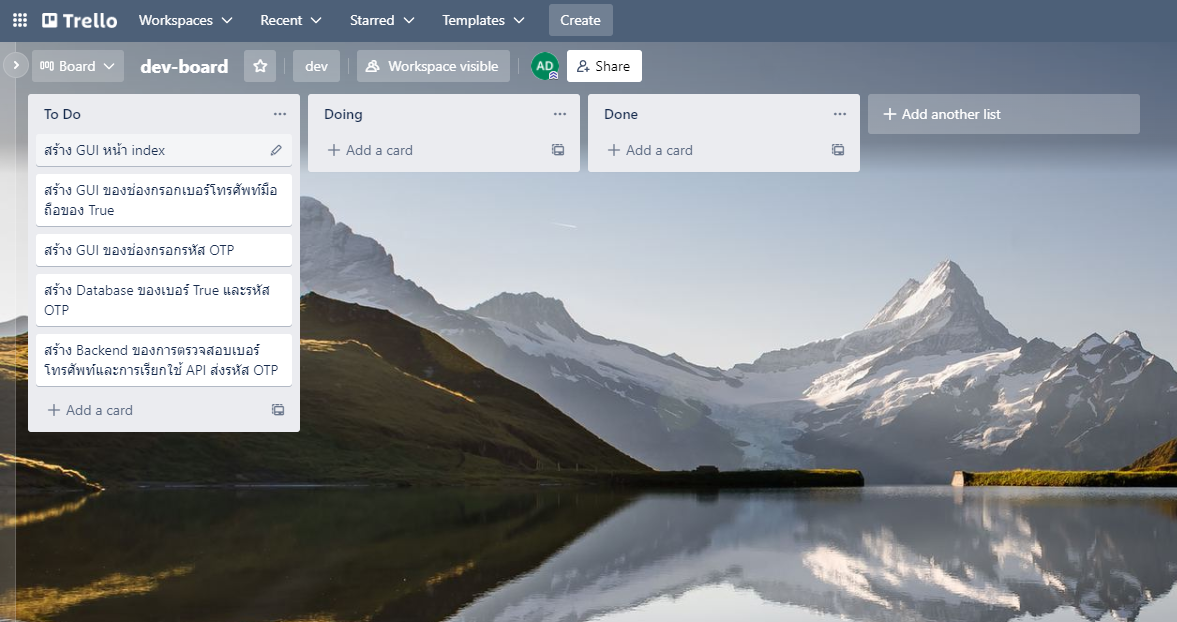 Trello
Workspaces
Recent
Starred
Templates
Create
Board
dev-board
dev
Workspace visible
AD
Share
To Do
สร้าง GUI หน้า index
สร้าง GUI ของช่องกรอกเบอร์โทรศัพท์มือ
ถือของ True
สร้าง GUI ของช่องกรอกรหัส OTP
สร้าง Database ของเบอร์ True และรหัส
OTP
สร้าง Backend ของการตรวจสอบเบอร์
โทรศัพท์และการเรียกใช้ API ส่งรหัส OTP
Add a card
Doing
Add a card
Done
Add a card
Add another list